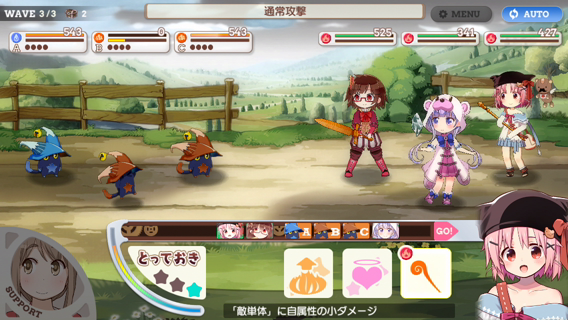 WAVE 3/3 2
通常攻撃
MENU
AUTO
543 0 543
A B C
525 341 427
A B C GO!
とっておき
SUPPORT
「敵単体」に自属性の小ダメージ